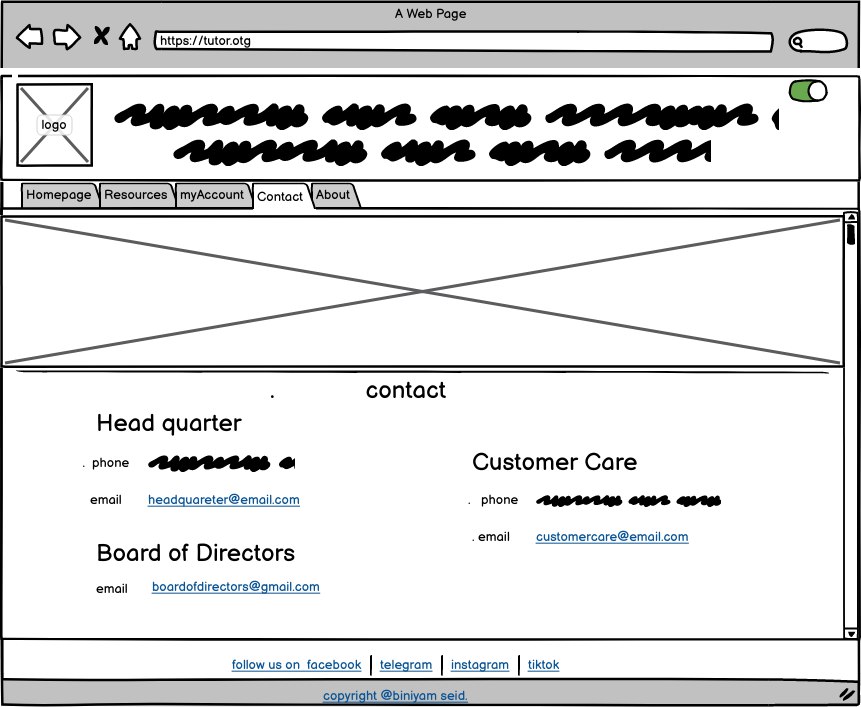 A Web Page
https://tutor.otg
logo
Homepage Resources myAccount Contact About
. contact
Head quarter
. phone
email headquareter@email.com
Customer Care
. phone
. email customercare@email.com
Board of Directors
email boardofdirectors@gmail.com
follow us on facebook telegram instagram tiktok
copyright @biniyam seid.